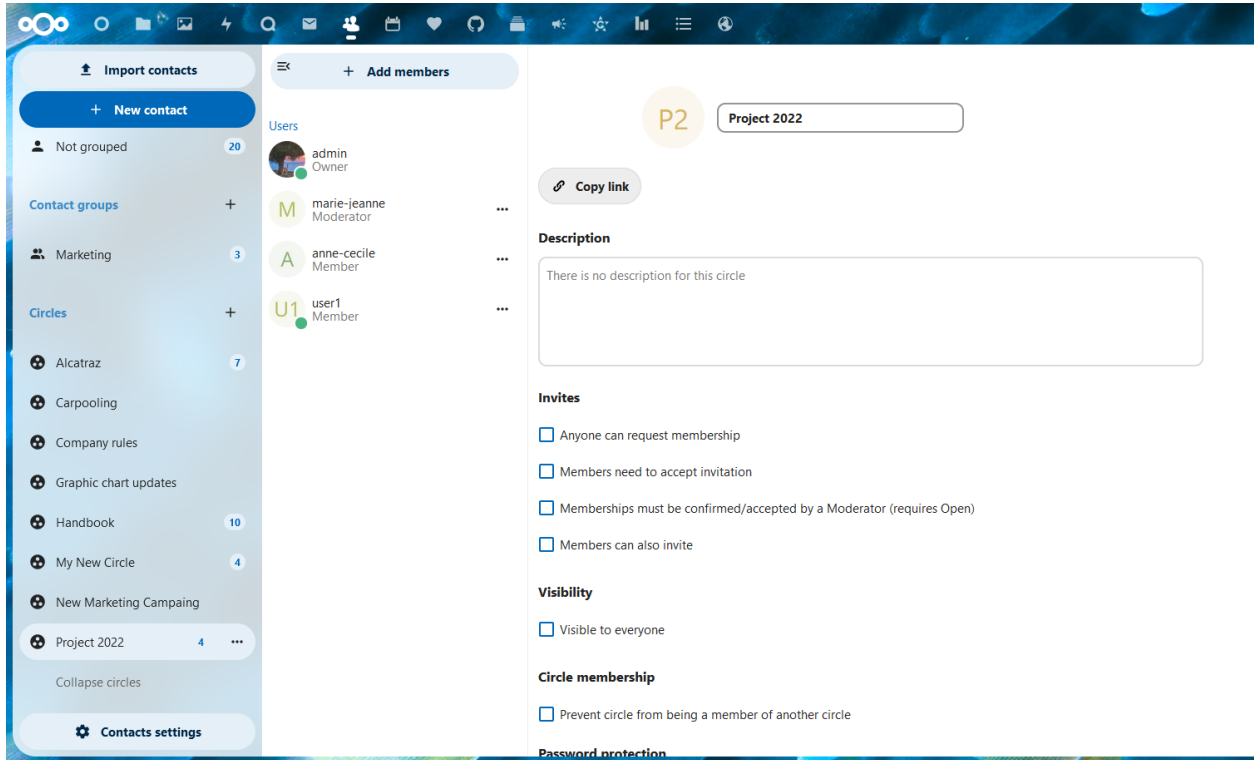 Import contacts
New contact
Not grouped 20
Contact groups
Marketing 3
Circles
Alcatraz 7
Carpooling
Company rules
Graphic chart updates
Handbook 10
My New Circle 4
New Marketing Campaing
Project 2022 4
Collapse circles
Contacts settings
Add members
Users
admin
Owner
M
marie-jeanne
Moderator
A
anne-cecile
Member
U1
user1
Member
P2
Project 2022
Copy link
Description
There is no description for this circle
Invites
Anyone can request membership
Members need to accept invitation
Memberships must be confirmed/accepted by a Moderator (requires Open)
Members can also invite
Visibility
Visible to everyone
Circle membership
Prevent circle from being a member of another circle
Password protection